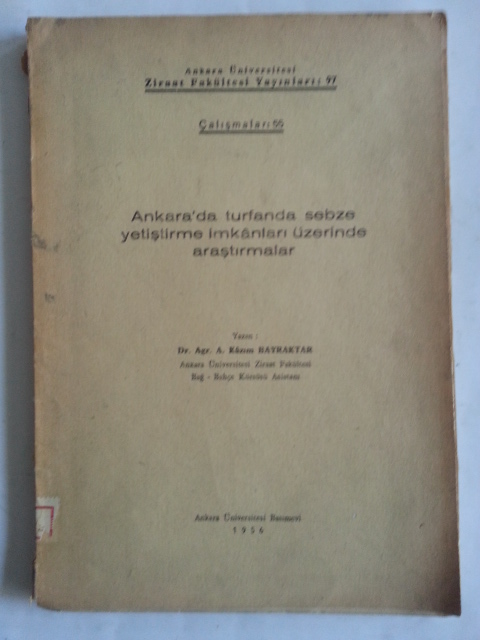 Ankara Üniversitesi
Ziraat Fakültesi Yayınları: 97
Çalışmaları 55
Ankara'da turfanda sebze
yetiştirme imkânları üzerinde
araştırmalar
Yazan :
Dr. Agr. A. Kâzım BAYRAKTAR
Ankara Üniversitesi Ziraat Fakültesi
Bağ - Bahçe Kürsüsü Asistanı
Ankara Üniversitesi Basımevi
1956